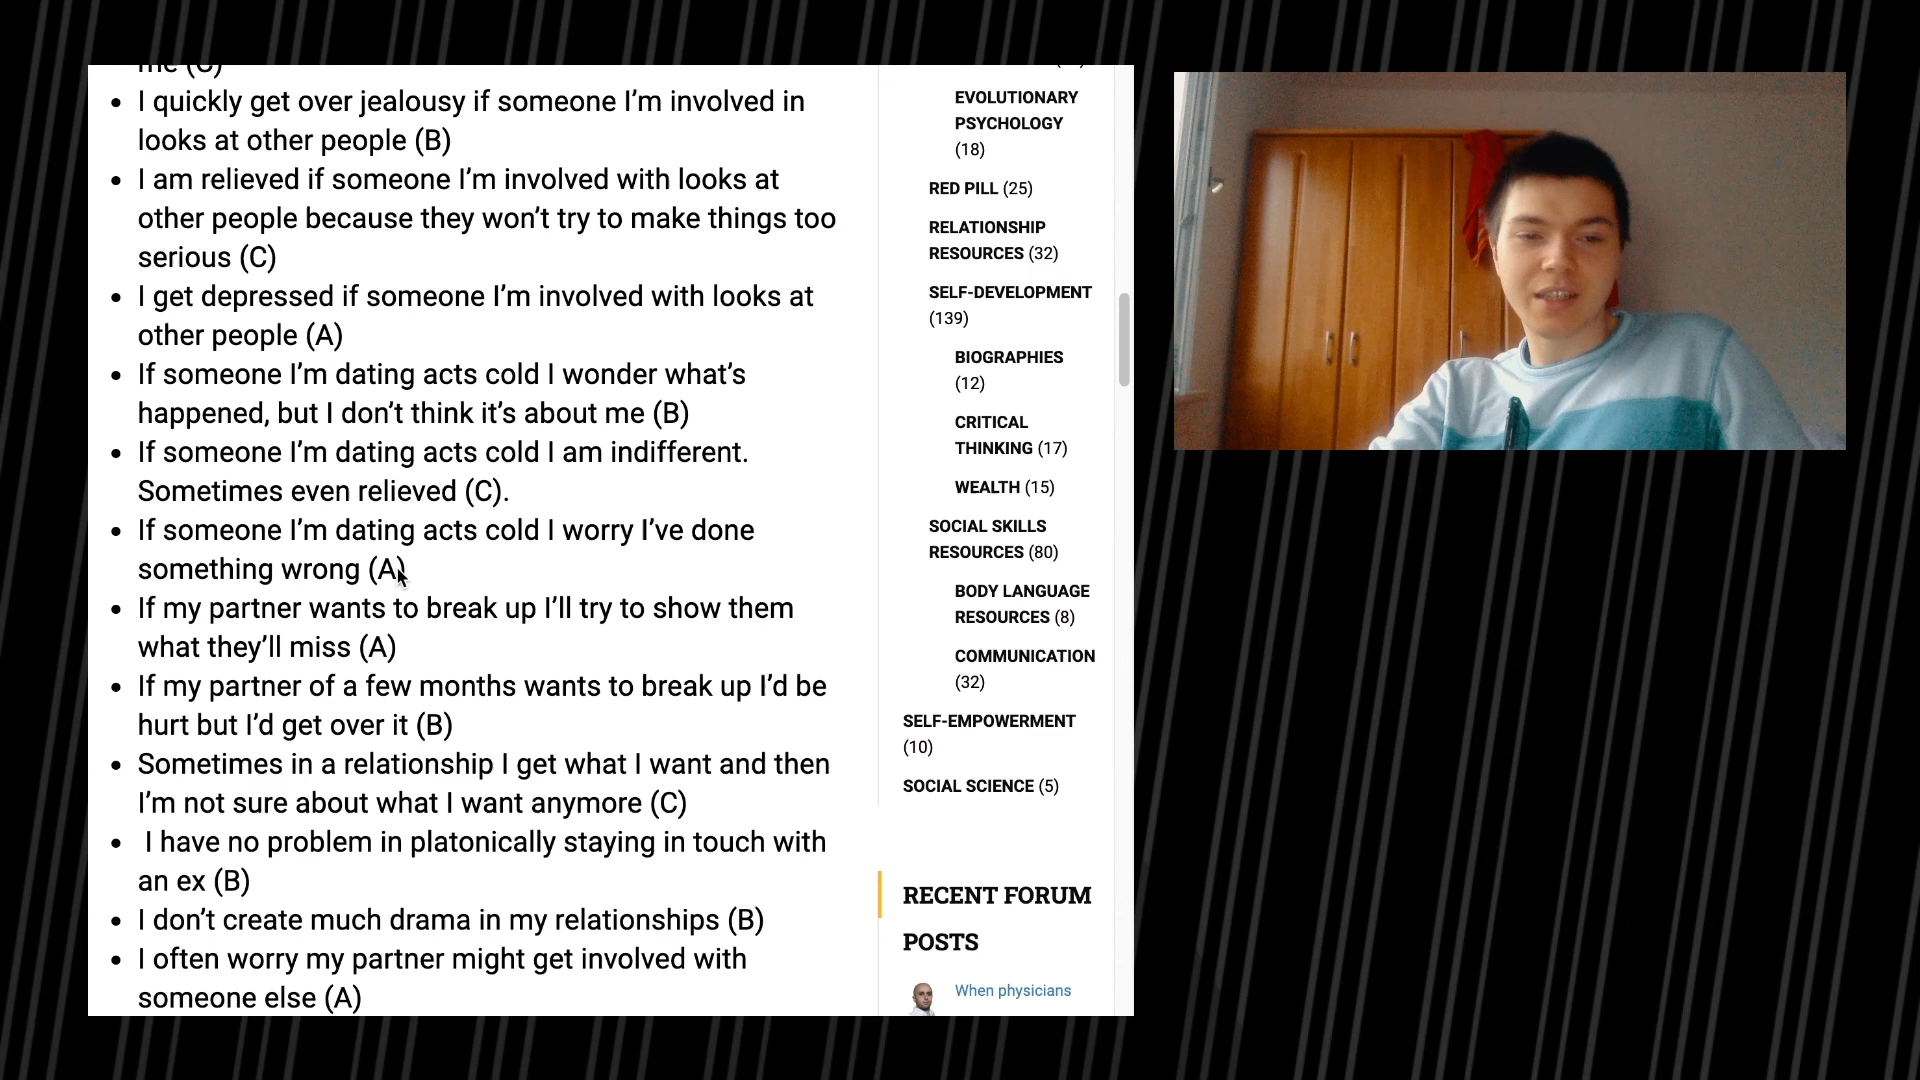 me (C)
• I quickly get over jealousy if someone I’m involved in
looks at other people (B)
• I am relieved if someone I’m involved with looks at
other people because they won’t try to make things too
serious (C)
• I get depressed if someone I’m involved with looks at
other people (A)
• If someone I’m dating acts cold I wonder what’s
happened, but I don’t think it’s about me (B)
• If someone I’m dating acts cold I am indifferent.
Sometimes even relieved (C).
• If someone I’m dating acts cold I worry I’ve done
something wrong (A)
• If my partner wants to break up I’ll try to show them
what they’ll miss (A)
• If my partner of a few months wants to break up I’d be
hurt but I’d get over it (B)
• Sometimes in a relationship I get what I want and then
I’m not sure about what I want anymore (C)
• I have no problem in platonically staying in touch with
an ex (B)
• I don’t create much drama in my relationships (B)
• I often worry my partner might get involved with
someone else (A)
EVOLUTIONARY
PSYCHOLOGY
(18)
RED PILL (25)
RELATIONSHIP
RESOURCES (32)
SELF-DEVELOPMENT
(139)
BIOGRAPHIES
(12)
CRITICAL
THINKING (17)
WEALTH (15)
SOCIAL SKILLS
RESOURCES (80)
BODY LANGUAGE
RESOURCES (8)
COMMUNICATION
(32)
SELF-EMPOWERMENT
(10)
SOCIAL SCIENCE (5)
RECENT FORUM
POSTS
When physicians